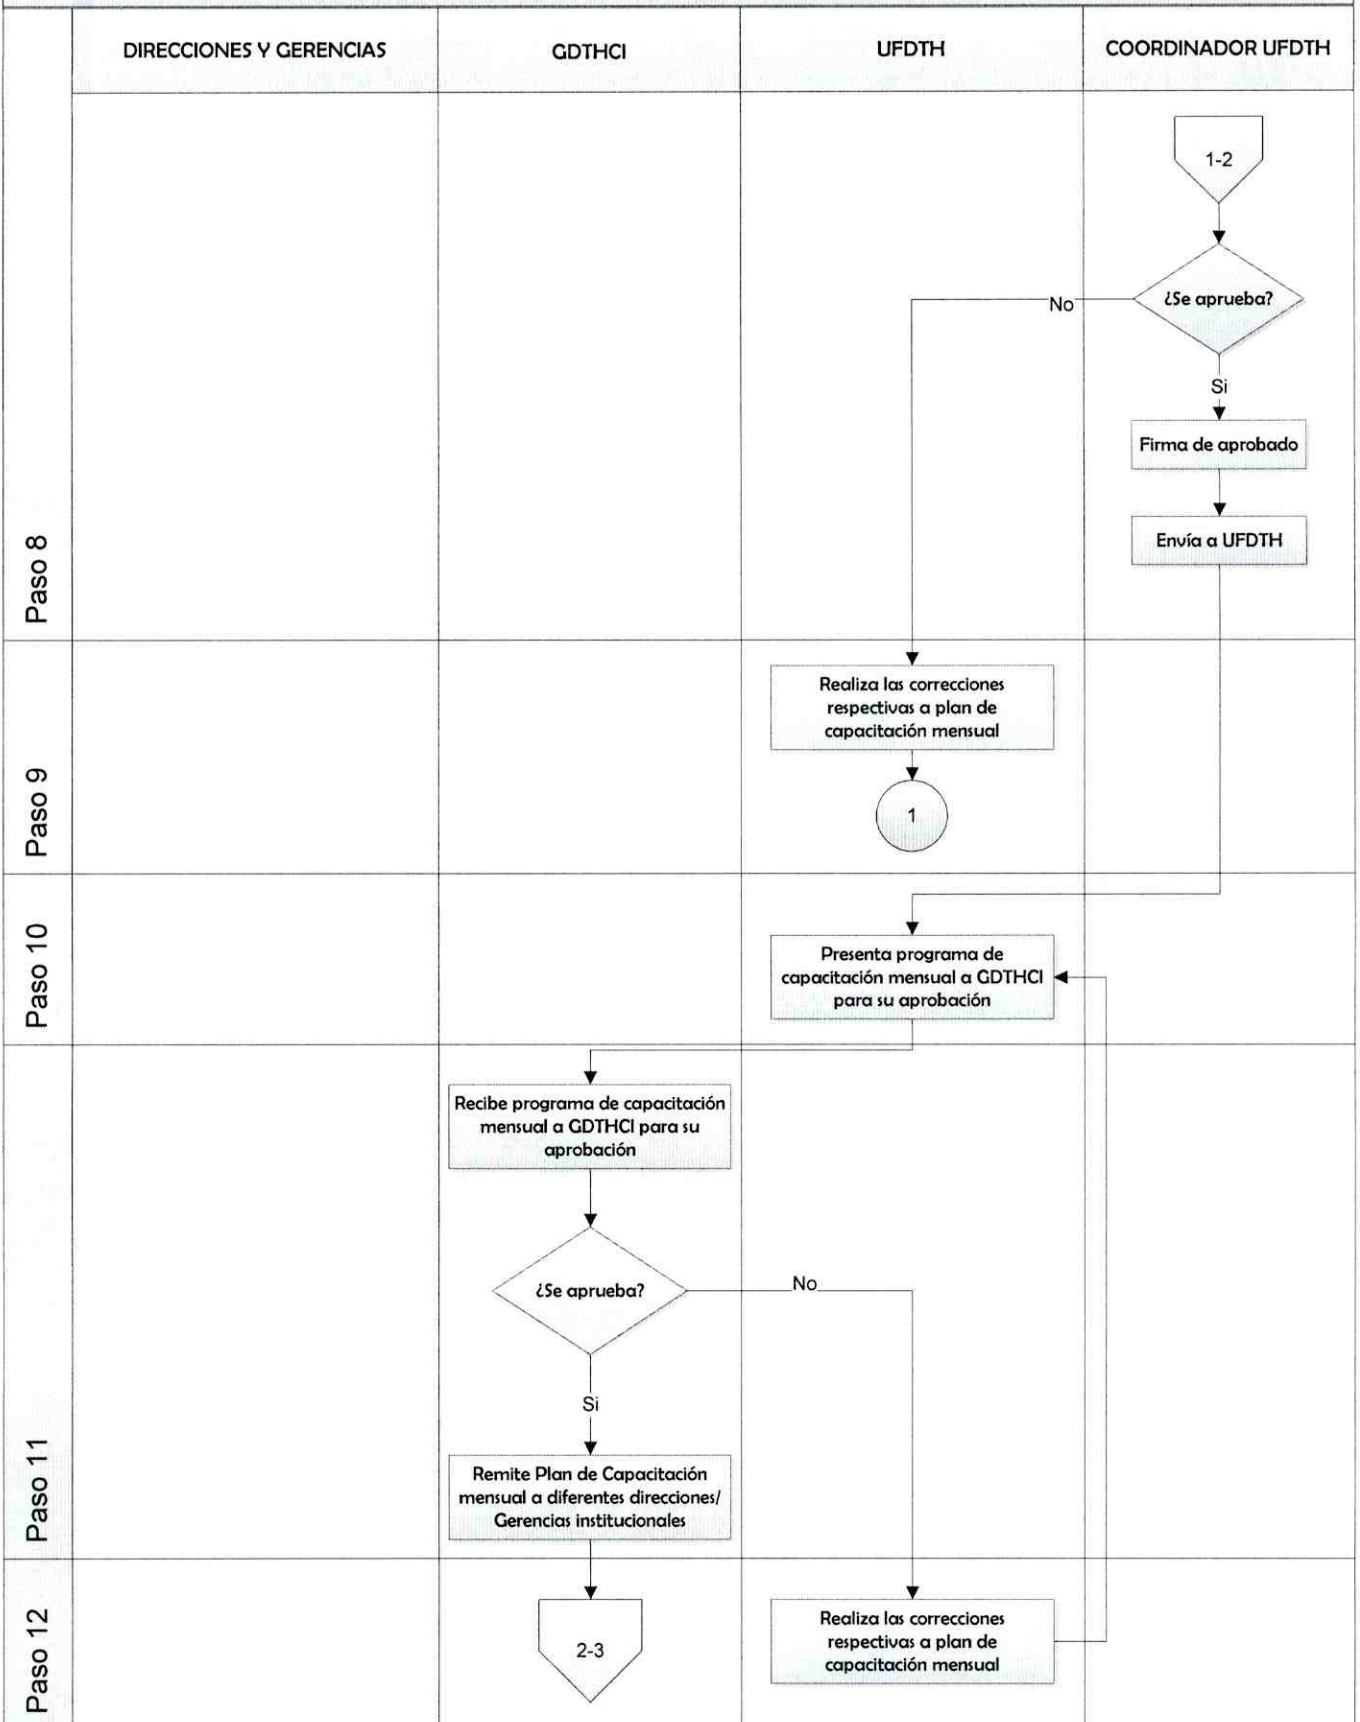 DIRECCIONES Y GERENCIAS
GDTHCI
UFDTH
COORDINADOR UFDTH
Paso 8
1-2
¿Se aprueba?
No
Si
Firma de aprobado
Envía a UFDTH
Paso 9
Realiza las correcciones
respectivas a plan de
capacitación mensual
1
Paso 10
Presenta programa de
capacitación mensual a GDTHCI
para su aprobación
Paso 11
Recibe programa de capacitación
mensual a GDTHCI para su
aprobación
¿Se aprueba?
No
Si
Remite Plan de Capacitación
mensual a diferentes direcciones/
Gerencias institucionales
Paso 12
2-3
Realiza las correcciones
respectivas a plan de
capacitación mensual